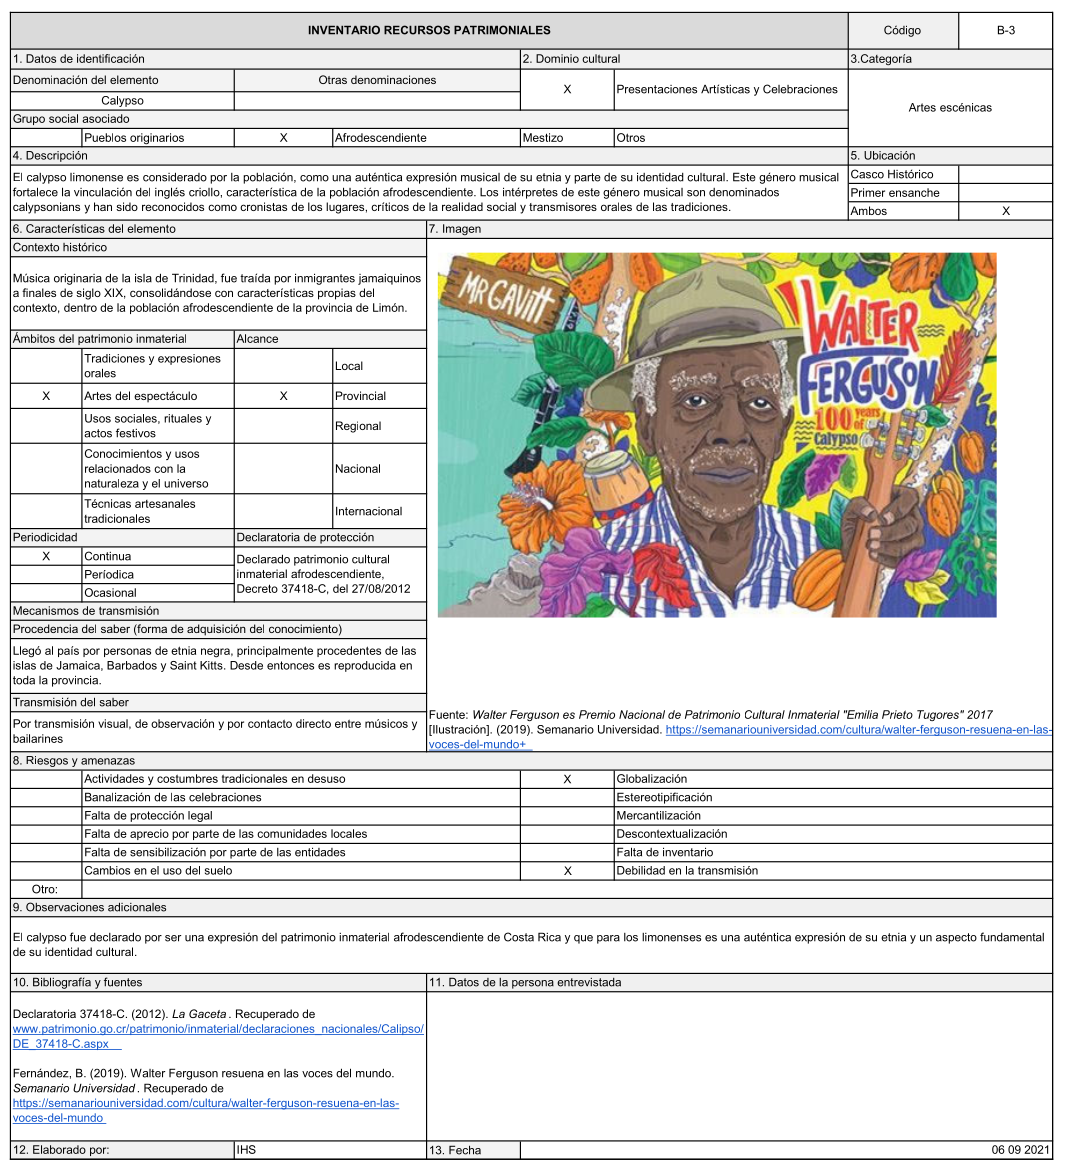 INVENTARIO RECURSOS PATRIMONIALES
Código
B-3
1. Datos de identificación
2. Dominio cultural
3.Categoría
Denominación del elemento
Otras denominaciones
X
Presentaciones Artísticas y Celebraciones
Artes escénicas
Calypso
Grupo social asociado
Pueblos originarios
X
Afrodescendiente
Mestizo
Otros
4. Descripción
5. Ubicación
El calypso limonense es considerado por la población, como una auténtica expresión musical de su etnia y parte de su identidad cultural. Este género musical
fortalece la vinculación del inglés criollo, característica de la población afrodescendiente. Los intérpretes de este género musical son denominados
calypsonians y han sido reconocidos como cronistas de los lugares, críticos de la realidad social y transmisores orales de las tradiciones.
Casco Histórico
Primer ensanche
Ambos
X
6. Características del elemento
7. Imagen
Contexto histórico
Música originaria de la isla de Trinidad, fue traída por inmigrantes jamaiquinos
a finales de siglo XIX, consolidándose con características propias del
contexto, dentro de la población afrodescendiente de la provincia de Limón.
MR GAVITT
WALTER
FERGUSON
100 years
of
Calypso
Ámbitos del patrimonio inmaterial
Alcance
Tradiciones y expresiones
orales
Local
X
Artes del espectáculo
X
Provincial
Usos sociales, rituales y
actos festivos
Regional
Conocimientos y usos
relacionados con la
naturaleza y el universo
Nacional
Técnicas artesanales
tradicionales
Internacional
Periodicidad
Declaratoria de protección
X
Continua
Períodica
Ocasional
Declarado patrimonio cultural
inmaterial afrodescendiente,
Decreto 37418-C, del 27/08/2012
Mecanismos de transmisión
Procedencia del saber (forma de adquisición del conocimiento)
Llegó al país por personas de etnia negra, principalmente procedentes de las
islas de Jamaica, Barbados y Saint Kitts. Desde entonces es reproducida en
toda la provincia.
Transmisión del saber
Por transmisión visual, de observación y por contacto directo entre músicos y
bailarines
Fuente: Walter Ferguson es Premio Nacional de Patrimonio Cultural Inmaterial "Emilia Prieto Tugores" 2017
[Ilustración]. (2019). Semanario Universidad. https://semanariouniversidad.com/cultura/walter-ferguson-resuena-en-las-
voces-del-mundo+
8. Riesgos y amenazas
Actividades y costumbres tradicionales en desuso
X
Globalización
Banalización de las celebraciones
Estereotipificación
Falta de protección legal
Mercantilización
Falta de aprecio por parte de las comunidades locales
Descontextualización
Falta de sensibilización por parte de las entidades
Falta de inventario
Cambios en el uso del suelo
X
Debilidad en la transmisión
Otro:
9. Observaciones adicionales
El calypso fue declarado por ser una expresión del patrimonio inmaterial afrodescendiente de Costa Rica y que para los limonenses es una auténtica expresión de su etnia y un aspecto fundamental
de su identidad cultural.
10. Bibliografía y fuentes
11. Datos de la persona entrevistada
Declaratoria 37418-C. (2012). La Gaceta. Recuperado de
www.patrimonio.go.cr/patrimonio/inmaterial/declaraciones_nacionales/Calipso/
DE_37418-C.aspx
Fernández, B. (2019). Walter Ferguson resuena en las voces del mundo.
Semanario Universidad. Recuperado de
https://semanariouniversidad.com/cultura/walter-ferguson-resuena-en-las-
voces-del-mundo
12. Elaborado por:
IHS
13. Fecha
06 09 2021